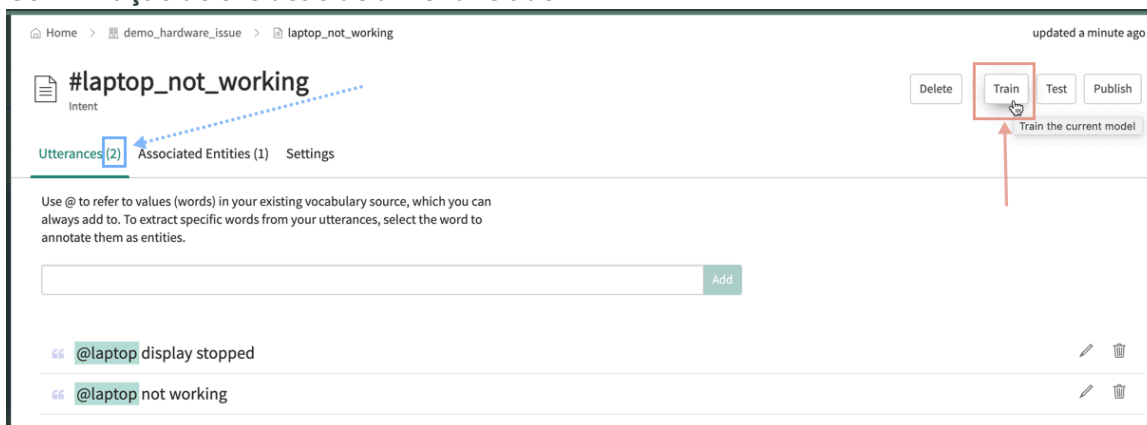 Home > demo_hardware_issue > laptop_not_working
updated a minute ago
#laptop_not_working
Intent
Delete
Train
Test
Publish
Train the current model
Utterances (2)
Associated Entities (1)
Settings
Use @ to refer to values (words) in your existing vocabulary source, which you can
always add to. To extract specific words from your utterances, select the word to
annotate them as entities.
Add
@laptop display stopped
@laptop not working